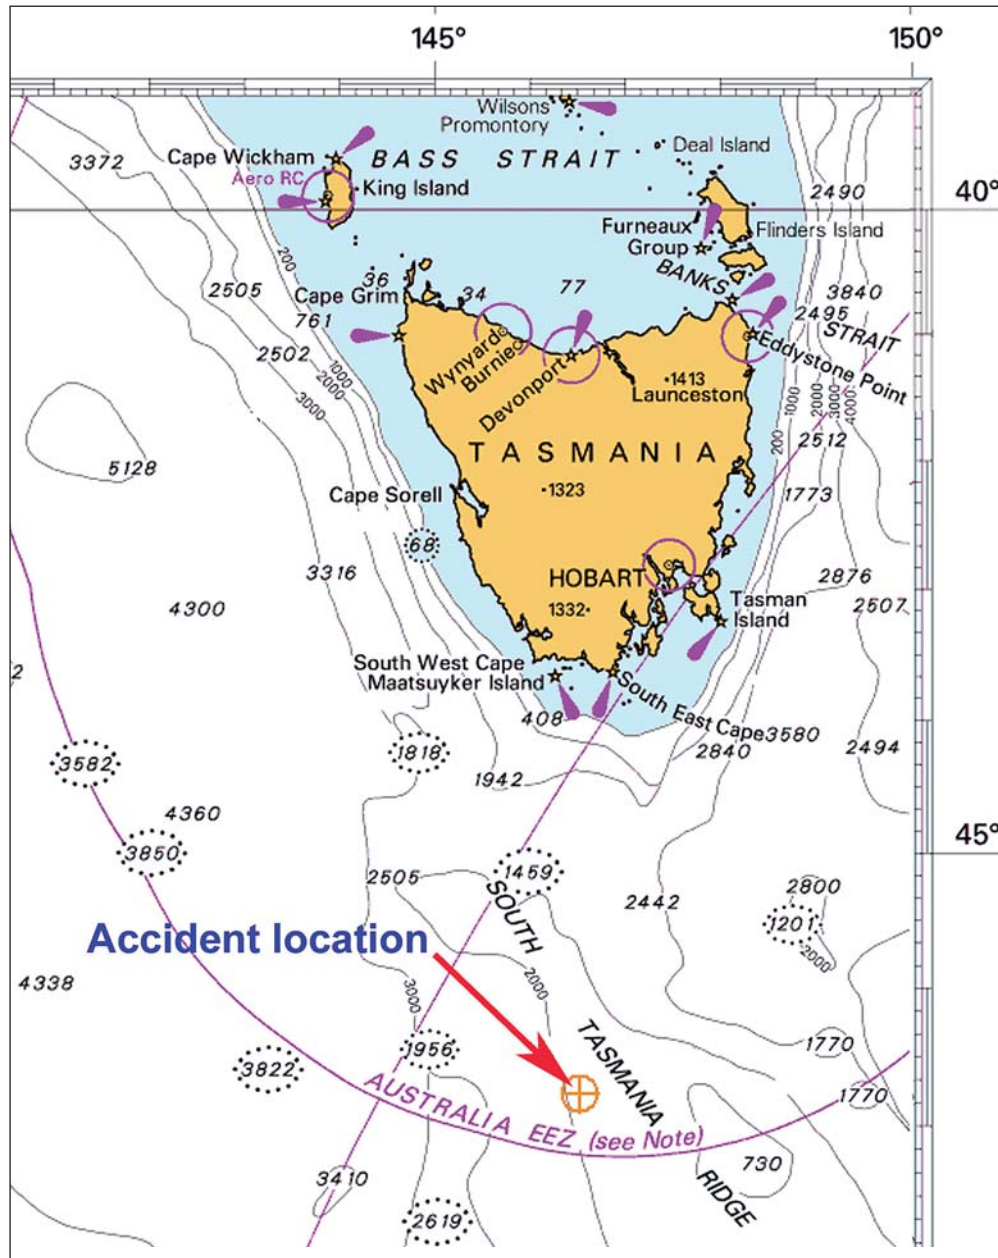 145°
150°
Wilsons
Promontory
Deal Island
3372
Cape Wickham
BASS STRAIT
Aero RC
King Island
2490
40°
Furneaux
Group
Flinders Island
BANKS
STRAIT
200
36
2505
Cape Grim
34
77
3840
2495
761
Eddystone Point
2502
1000
2000
3000
Wynyard
Burnie
Devonport
1413
Launceston
200
1000
2000
3000
4000
TASMANIA
2512
5128
Cape Sorell
1323
1773
68
3316
HOBART
2876
4300
1332
Tasman
Island
2507
South West Cape
Maatsuyker Island
South East Cape
2
408
3580
1818
2840
2494
3582
1942
4360
3850
45°
1459
2505
2800
2442
1201
SOUTH
TASMANIA
RIDGE
Accident location
2000
4338
3000
2000
1956
1770
3822
1770
AUSTRALIA EEZ (see Note)
730
3410
2619